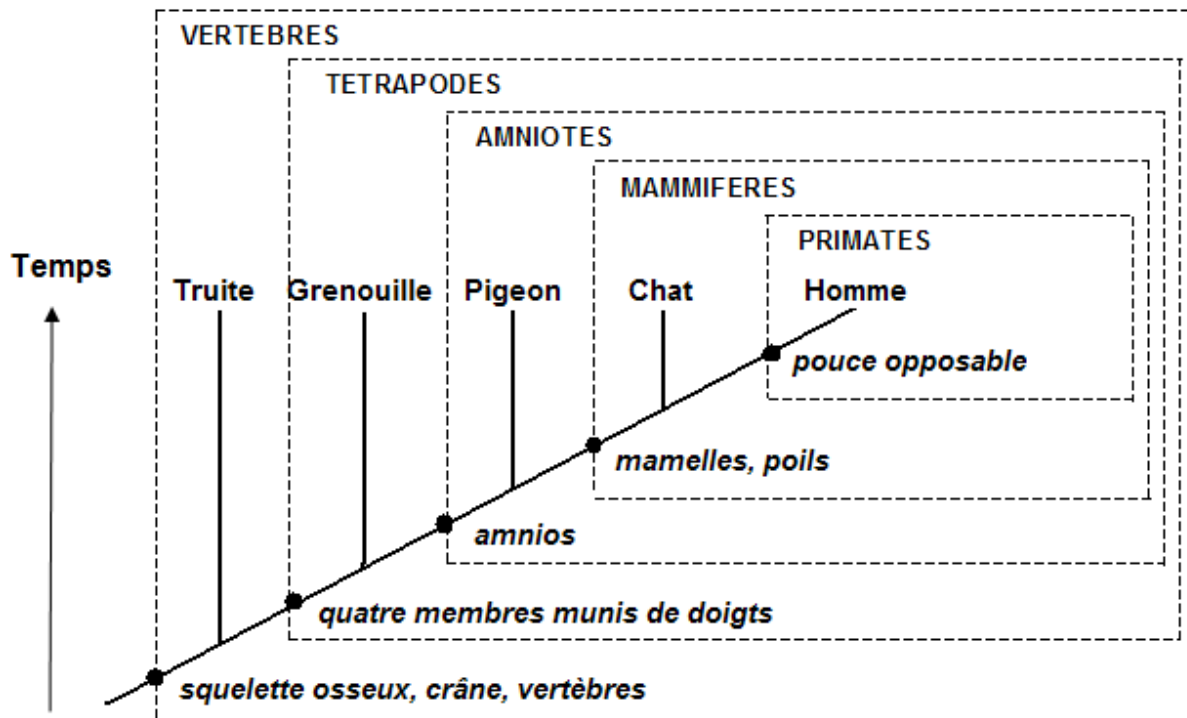 VERTEBRES
TETRAPODES
AMNIOTES
MAMMIFERES
PRIMATES
Temps
Truite Grenouille Pigeon Chat Homme
pouce opposable
mamelles, poils
amnios
quatre membres munis de doigts
squelette osseux, crâne, vertèbres